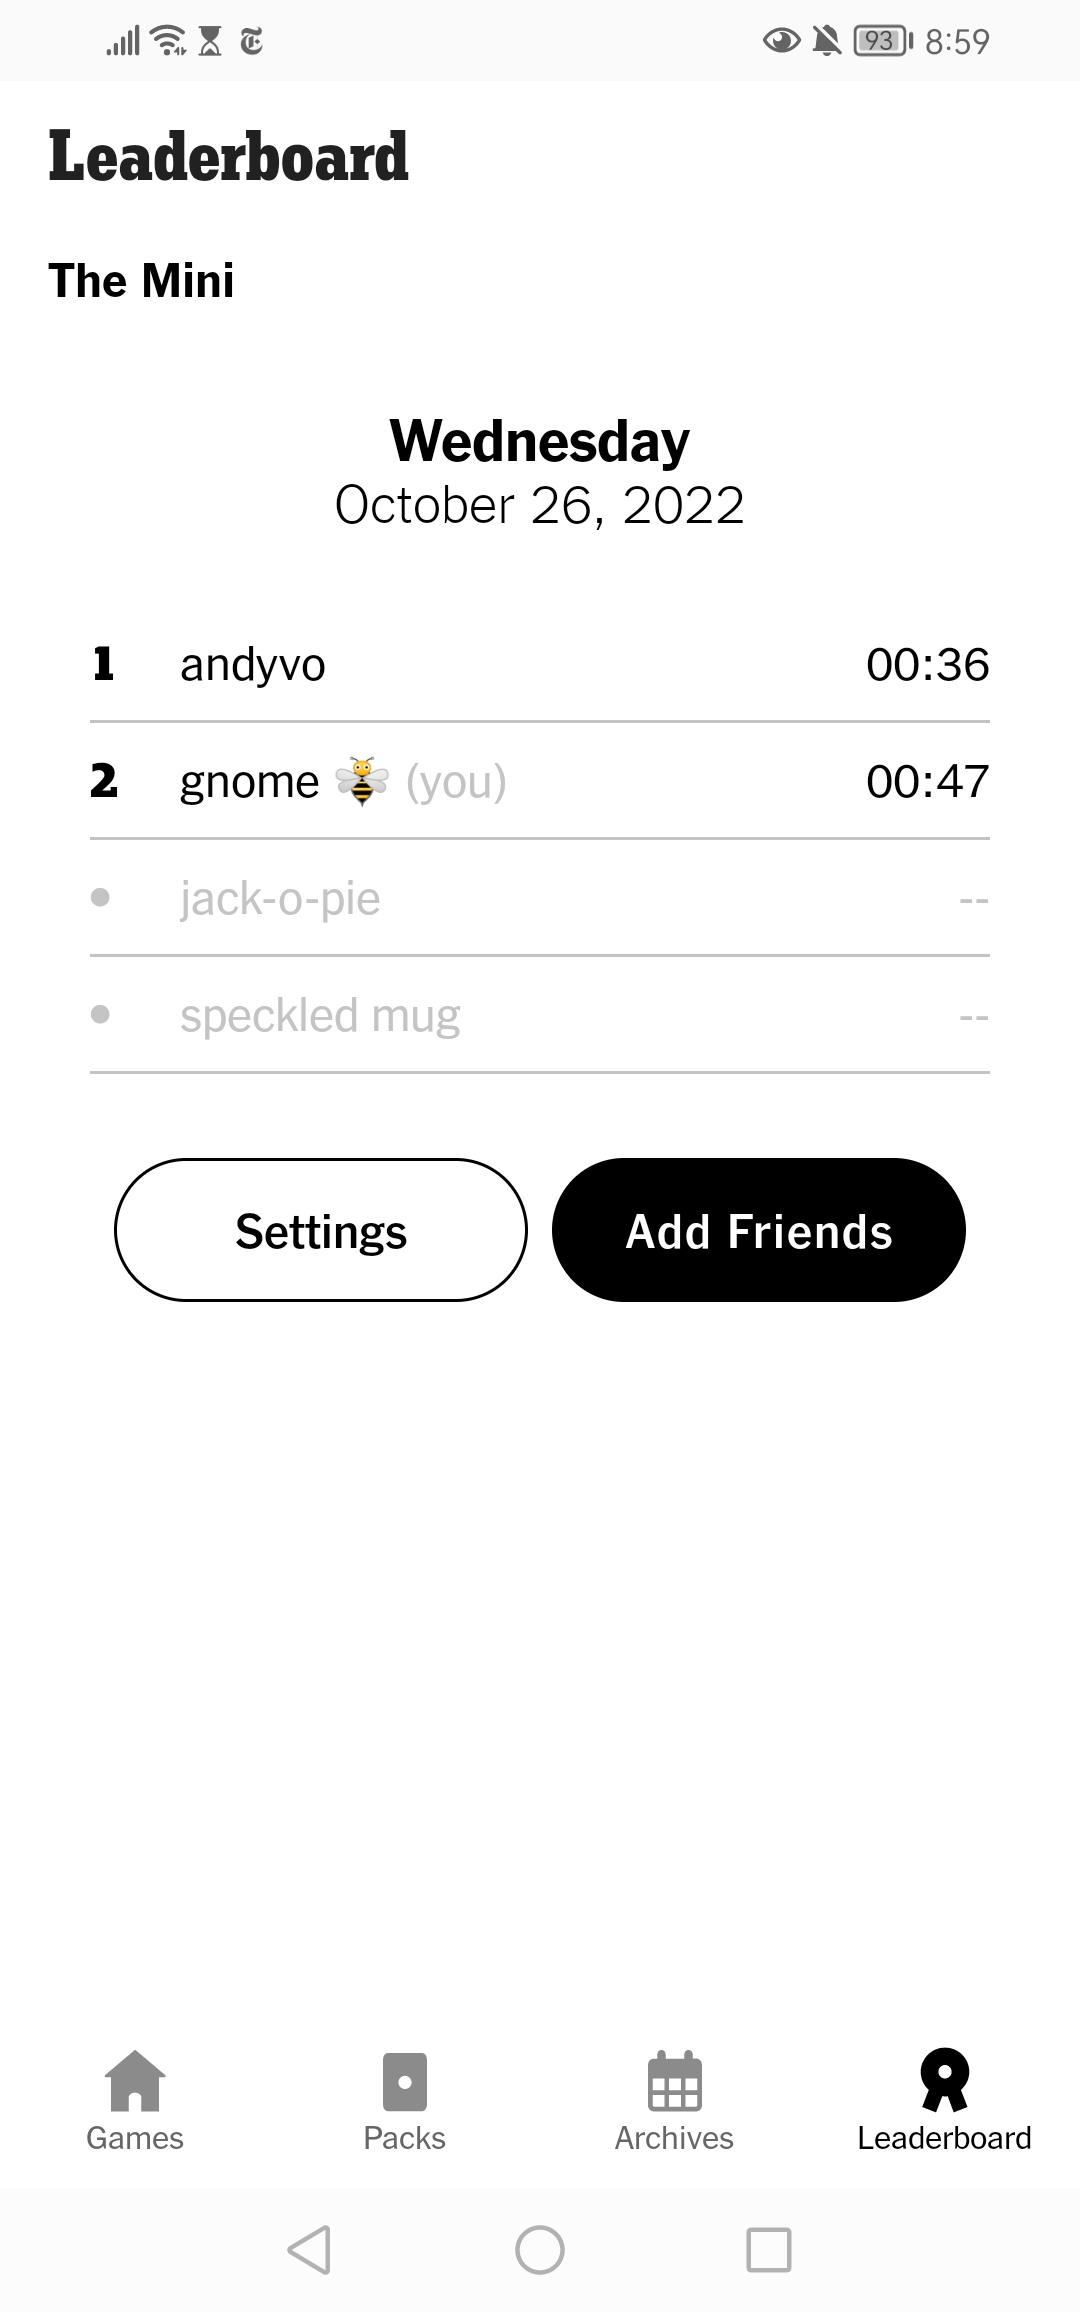 93 8:59
Leaderboard
The Mini
Wednesday
October 26, 2022
1 andyvo 00:36
2 gnome 🐝 (you) 00:47
• jack-o-pie --
• speckled mug --
Settings Add Friends
Games Packs Archives Leaderboard